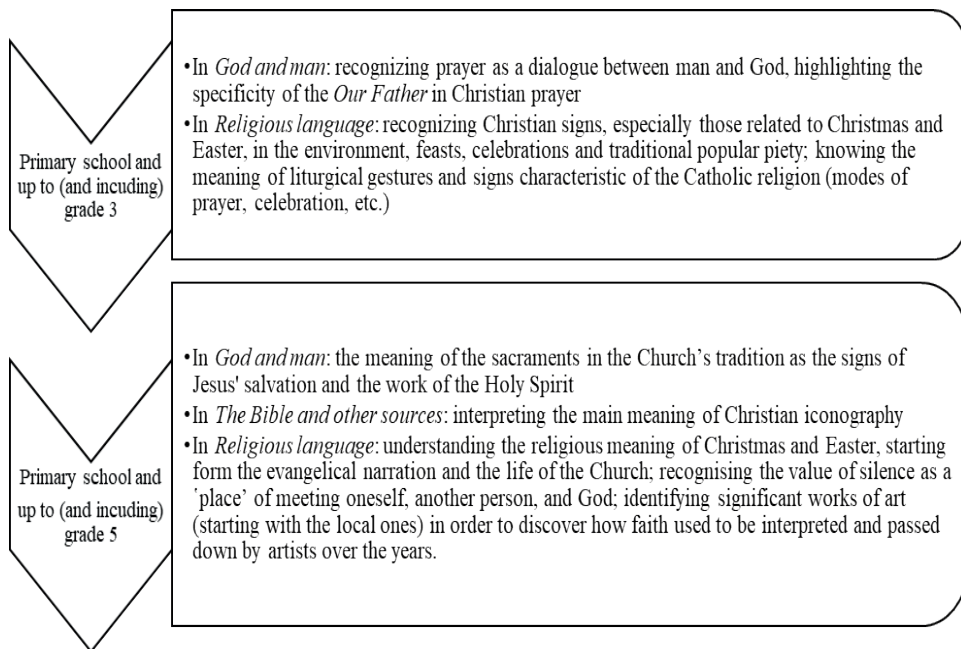 Primary school and
up to (and incuding)
grade 3
•In God and man: recognizing prayer as a dialogue between man and God, highlighting the
specificity of the Our Father in Christian prayer
•In Religious language: recognizing Christian signs, especially those related to Christmas and
Easter, in the environment, feasts, celebrations and traditional popular piety; knowing the
meaning of liturgical gestures and signs characteristic of the Catholic religion (modes of
prayer, celebration, etc.)
Primary school and
up to (and incuding)
grade 5
•In God and man: the meaning of the sacraments in the Church’s tradition as the signs of
Jesus' salvation and the work of the Holy Spirit
•In The Bible and other sources: interpreting the main meaning of Christian iconography
•In Religious language: understanding the religious meaning of Christmas and Easter, starting
form the evangelical narration and the life of the Church; recognising the value of silence as a
‘place’ of meeting oneself, another person, and God; identifying significant works of art
(starting with the local ones) in order to discover how faith used to be interpreted and passed
down by artists over the years.